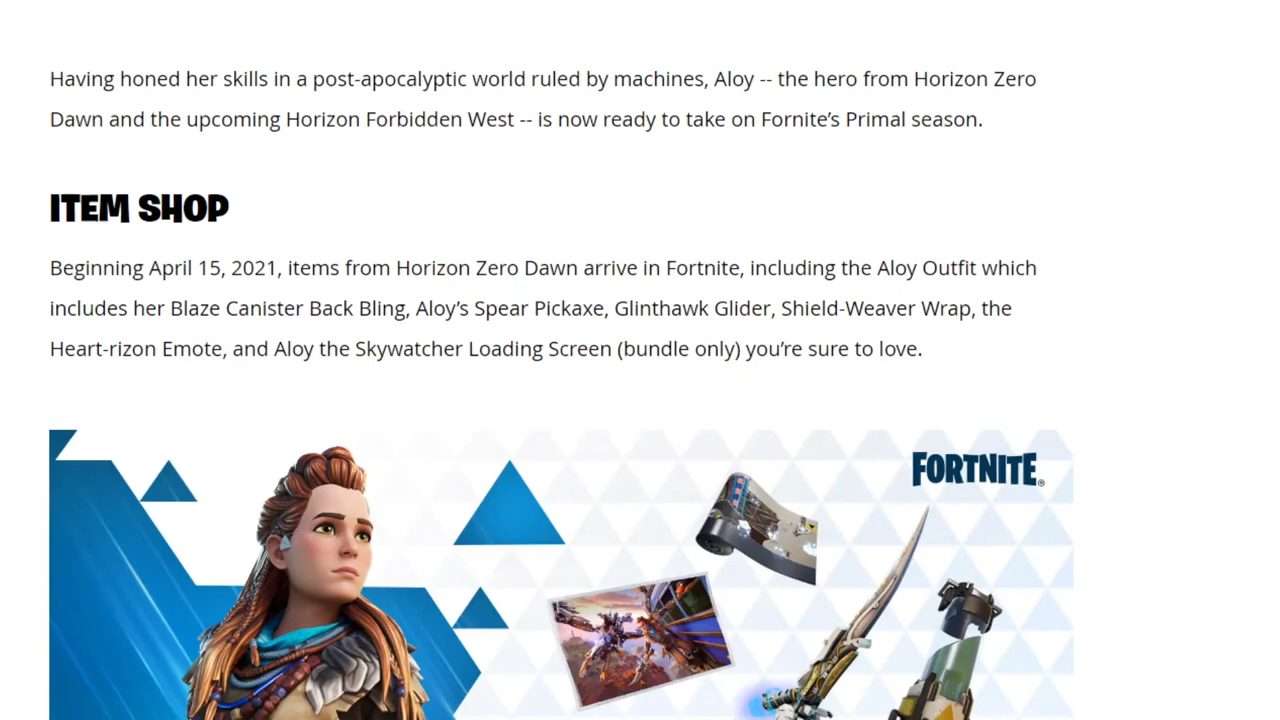 Having honed her skills in a post-apocalyptic world ruled by machines, Aloy -- the hero from Horizon Zero
Dawn and the upcoming Horizon Forbidden West -- is now ready to take on Fornite’s Primal season.
ITEM SHOP
Beginning April 15, 2021, items from Horizon Zero Dawn arrive in Fortnite, including the Aloy Outfit which
includes her Blaze Canister Back Bling, Aloy’s Spear Pickaxe, Glinthawk Glider, Shield-Weaver Wrap, the
Heart-rizon Emote, and Aloy the Skywatcher Loading Screen (bundle only) you’re sure to love.
FORTNITE®